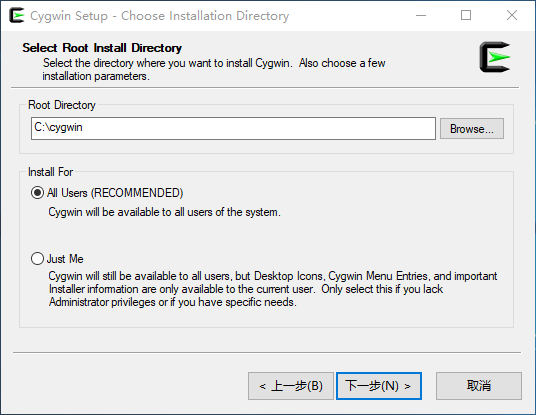 Cygwin Setup - Choose Installation Directory
Select Root Install Directory
Select the directory where you want to install Cygwin. Also choose a few
installation parameters.
Root Directory
C:\cygwin
Browse...
Install For
All Users (RECOMMENDED)
Cygwin will be available to all users of the system.
Just Me
Cygwin will still be available to all users, but Desktop Icons, Cygwin Menu Entries, and important
Installer information are only available to the current user. Only select this if you lack
Administrator privileges or if you have specific needs.
< 上一步(B)
下一步(N) >
取消